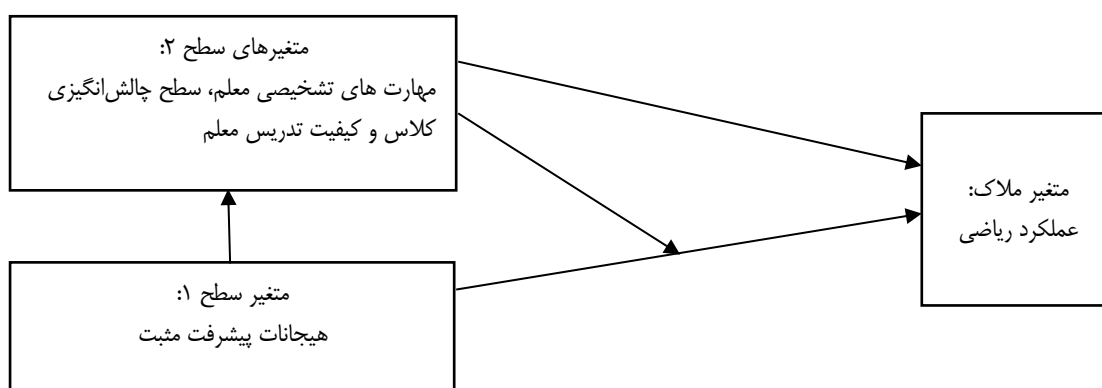 متغیرهای سطح ۲:
مهارت های تشخیصی معلم، سطح چالش‌انگیزی
کلاس و کیفیت تدریس معلم
متغیر ملاک:
عملکرد ریاضی
متغیر سطح ۱:
هیجانات پیشرفت مثبت